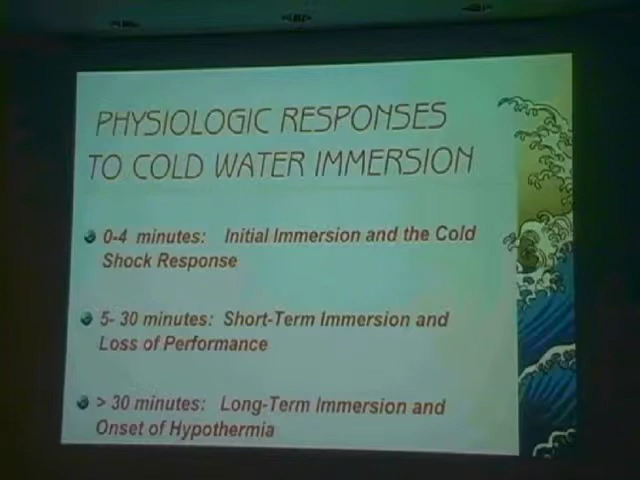 PHYSIOLOGIC RESPONSES
TO COLD WATER IMMERSION
0-4 minutes: Initial Immersion and the Cold
Shock Response
5- 30 minutes: Short-Term Immersion and
Loss of Performance
> 30 minutes: Long-Term Immersion and
Onset of Hypothermia